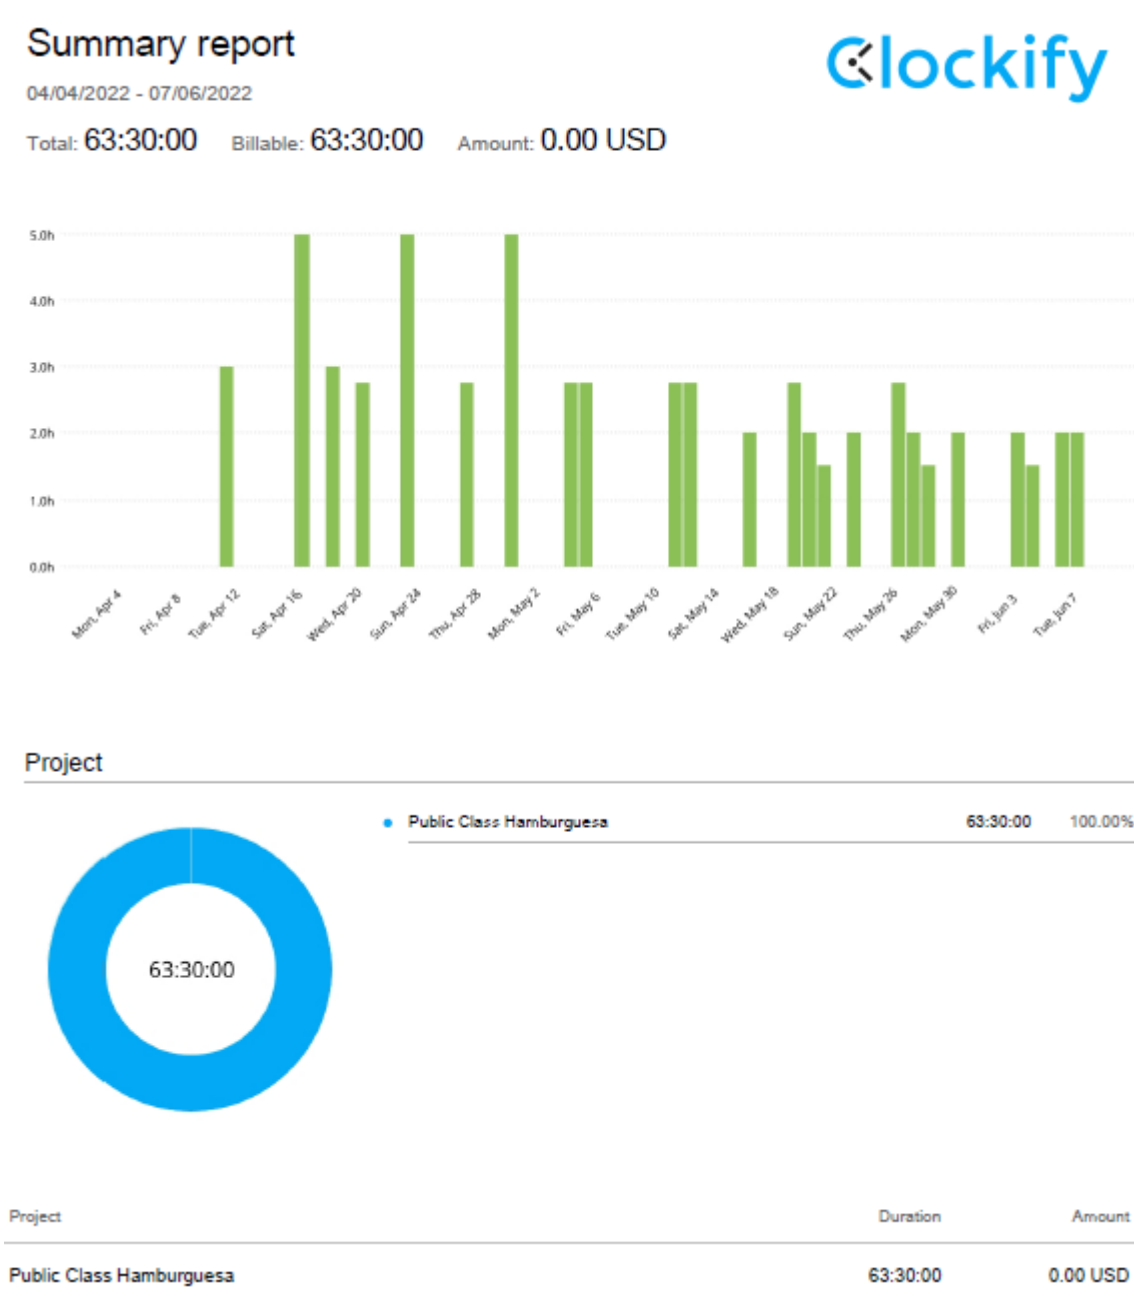 Summary report
Clockify
04/04/2022 - 07/06/2022
Total: 63:30:00 Billable: 63:30:00 Amount: 0.00 USD
5.0h
4.0h
3.0h
2.0h
1.0h
0.0h
Mon, Apr 4 Fri, Apr 8 Tue, Apr 12 Sat, Apr 16 Wed, Apr 20 Sun, Apr 24 Thu, Apr 28 Mon, May 2 Fri, May 6 Tue, May 10 Sat, May 14 Wed, May 18 Sun, May 22 Thu, May 26 Mon, May 30 Fri, Jun 3 Tue, Jun 7
Project
Public Class Hamburguesa 63:30:00 100.00%
63:30:00
Project Duration Amount
Public Class Hamburguesa 63:30:00 0.00 USD